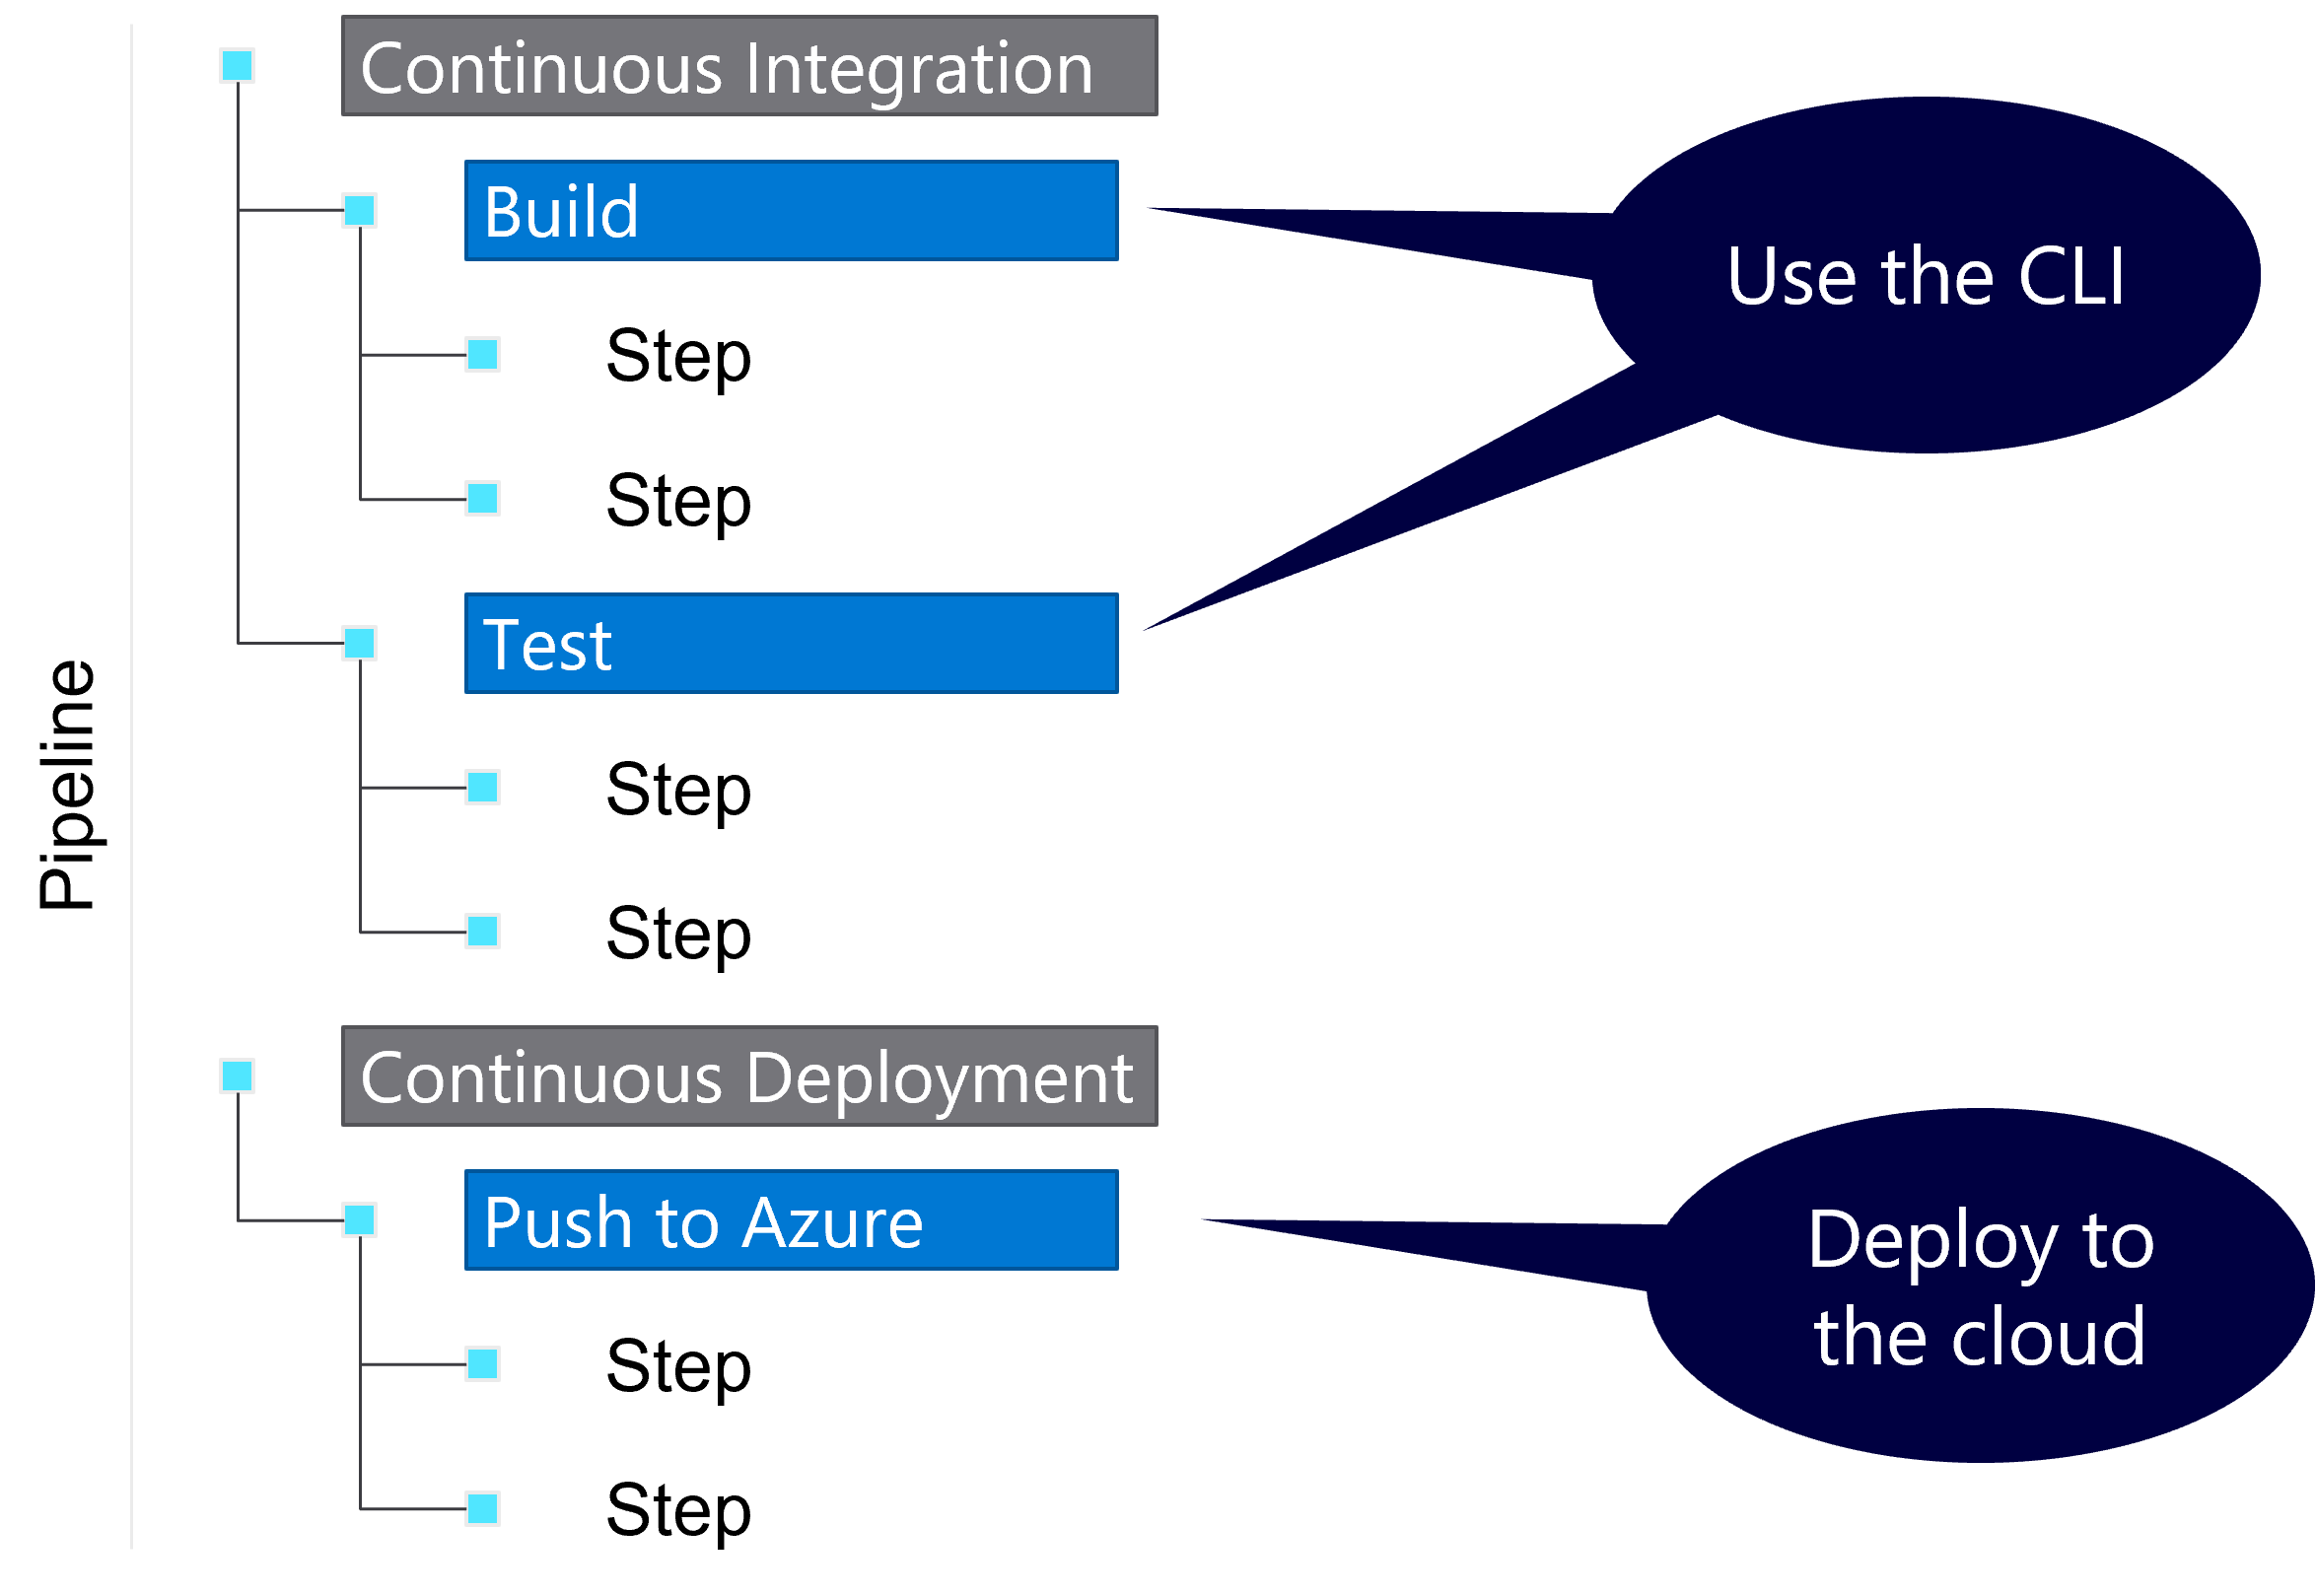 Pipeline
Continuous Integration
Build
Step
Step
Test
Step
Step
Continuous Deployment
Push to Azure
Step
Step
Use the CLI
Deploy to
the cloud